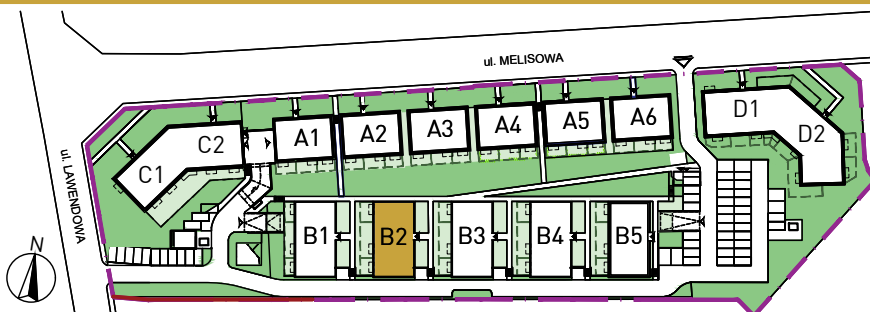 ul. MELISOWA
A1 A2 A3 A4 A5 A6
D1
D2
C2
C1
ul. LAWENDOWA
B1 B2 B3 B4 B5
N